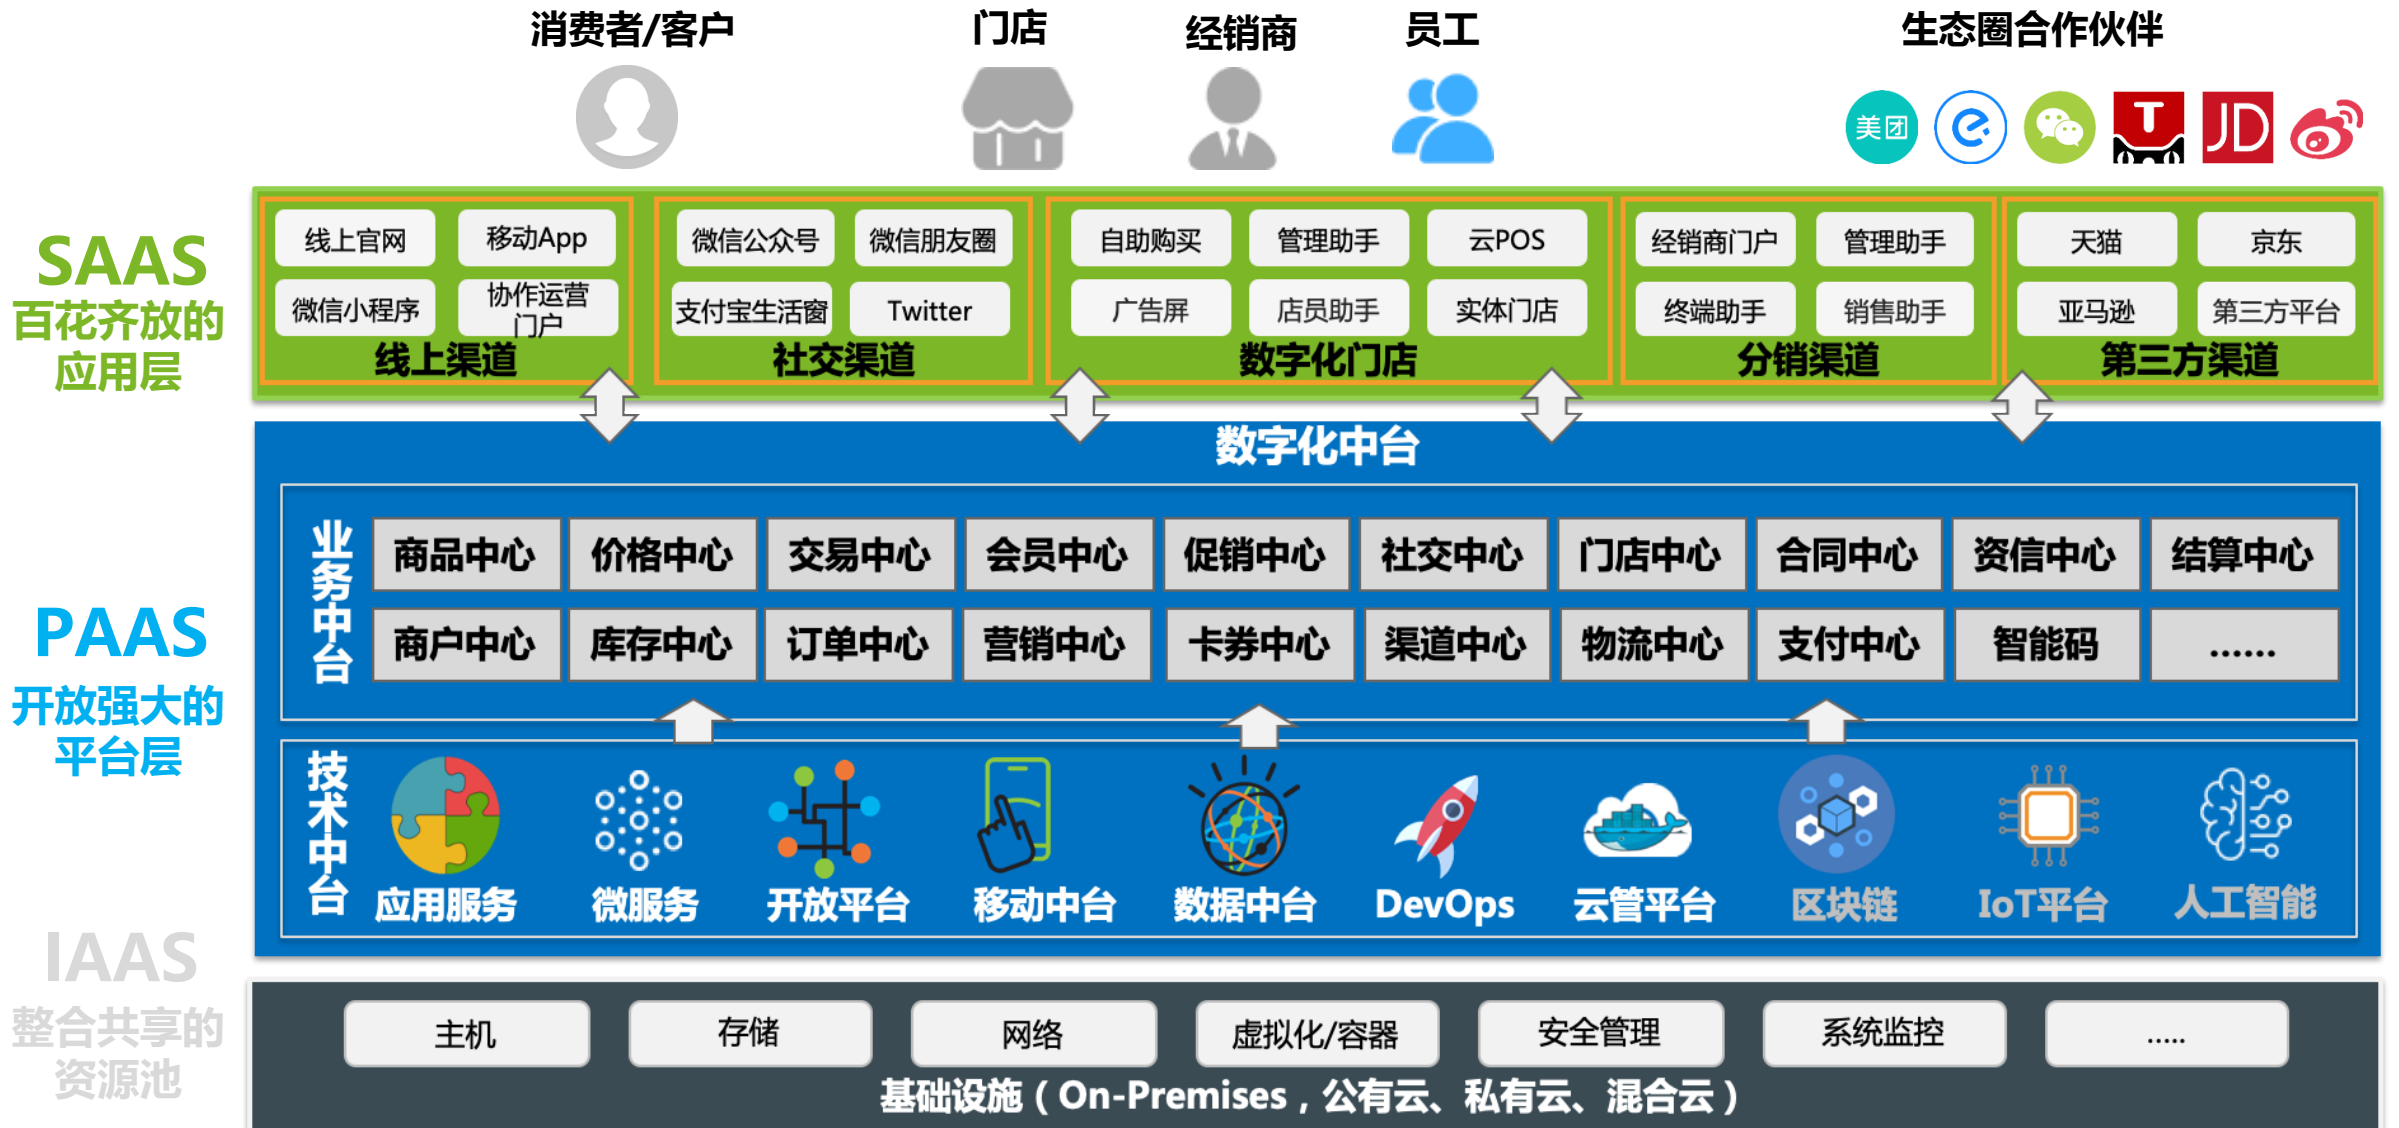 消费者/客户
门店
经销商
员工
生态圈合作伙伴
美团
T
JD
SAAS
百花齐放的
应用层
线上官网
移动App
微信小程序
协作运营
门户
线上渠道
微信公众号
微信朋友圈
支付宝生活窗
Twitter
社交渠道
自助购买
管理助手
云POS
广告屏
店员助手
实体门店
数字化门店
经销商门户
管理助手
终端助手
销售助手
分销渠道
天猫
京东
亚马逊
第三方平台
第三方渠道
PAAS
开放强大的
平台层
数字化中台
业务中台
商品中心
价格中心
交易中心
会员中心
促销中心
社交中心
门店中心
合同中心
资信中心
结算中心
商户中心
库存中心
订单中心
营销中心
卡券中心
渠道中心
物流中心
支付中心
智能码
……
技术中台
应用服务
微服务
开放平台
移动中台
数据中台
DevOps
云管平台
区块链
IoT平台
人工智能
IAAS
整合共享的
资源池
主机
存储
网络
虚拟化/容器
安全管理
系统监控
.....
基础设施（On-Premises，公有云、私有云、混合云）